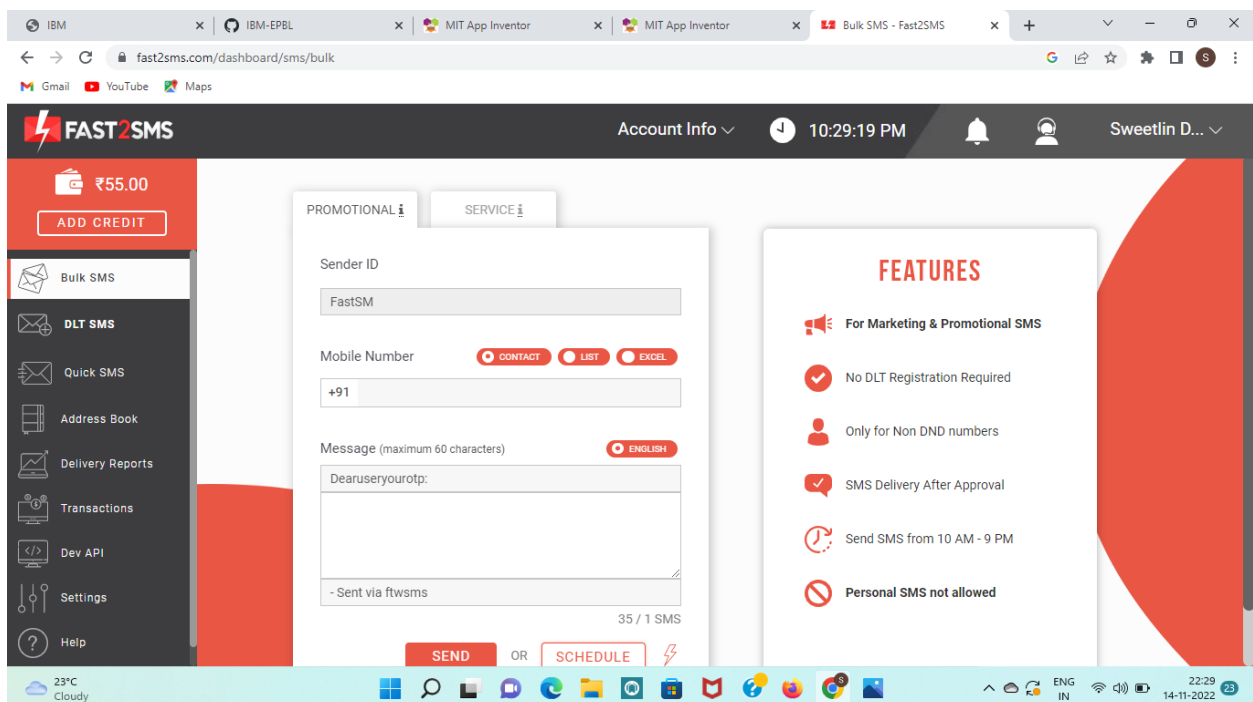 IBM
IBM-EPBL
MIT App Inventor
MIT App Inventor
Bulk SMS - Fast2SMS
fast2sms.com/dashboard/sms/bulk
G
S
Gmail
YouTube
Maps
FAST2SMS
Account Info
10:29:19 PM
Sweetlin D...
₹55.00
ADD CREDIT
Bulk SMS
DLT SMS
Quick SMS
Address Book
Delivery Reports
Transactions
Dev API
Settings
Help
PROMOTIONAL i
SERVICE i
Sender ID
FastSM
Mobile Number
CONTACT
LIST
EXCEL
+91
Message (maximum 60 characters)
ENGLISH
Dearuseryourotp:
- Sent via ftwsms
35 / 1 SMS
SEND
OR
SCHEDULE
FEATURES
For Marketing & Promotional SMS
No DLT Registration Required
Only for Non DND numbers
SMS Delivery After Approval
Send SMS from 10 AM - 9 PM
Personal SMS not allowed
23°C
Cloudy
S
ENG
IN
22:29
14-11-2022
23